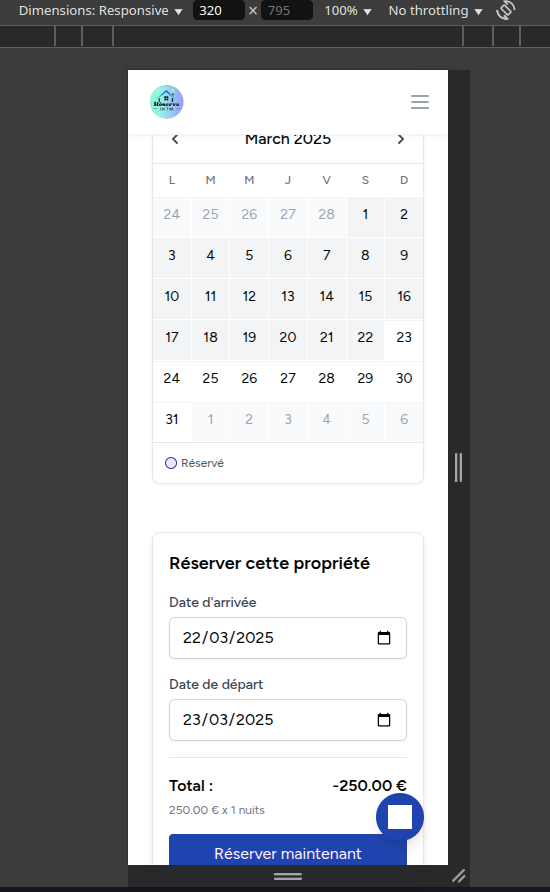 Dimensions: Responsive 320 × 795 100% No throttling
Réserve
March 2025
L M M J V S D
24 25 26 27 28 1 2
3 4 5 6 7 8 9
10 11 12 13 14 15 16
17 18 19 20 21 22 23
24 25 26 27 28 29 30
31 1 2 3 4 5 6
Réservé
Réserver cette propriété
Date d'arrivée
22/03/2025
Date de départ
23/03/2025
Total : -250.00 €
250.00 € x 1 nuits
Réserver maintenant